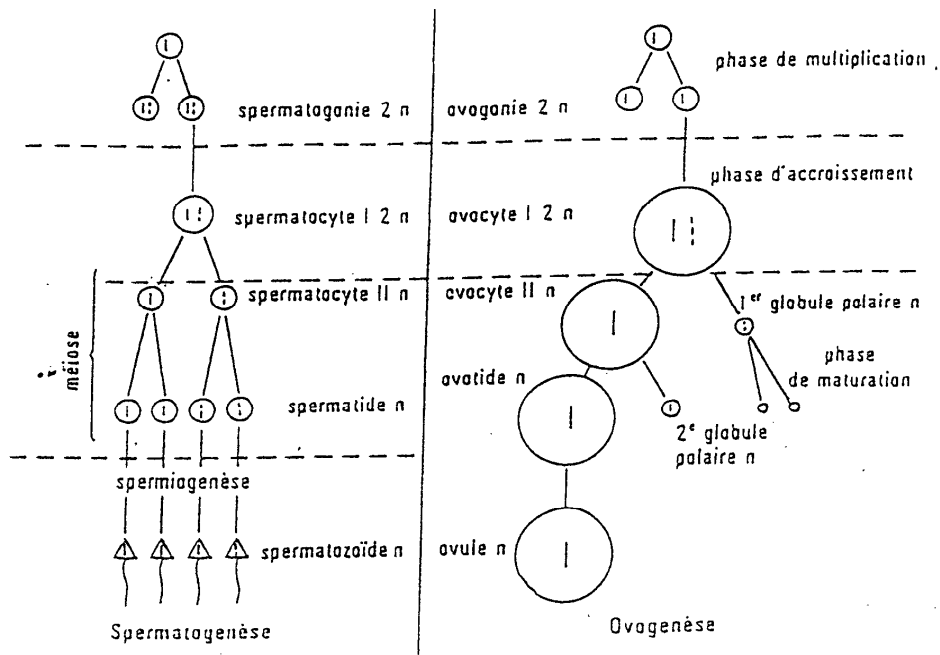 phase de multiplication
spermatogonie 2 n
ovogonie 2 n
phase d'accroissement
spermatocyte I 2 n
ovocyte I 2 n
spermatocyte II n
ovocyte II n
1er globule polaire n
méiose
phase
de maturation
ovotide n
spermatide n
2e globule
polaire n
spermiogenèse
spermatozoïde n
ovule n
Spermatogenèse
Ovogenèse